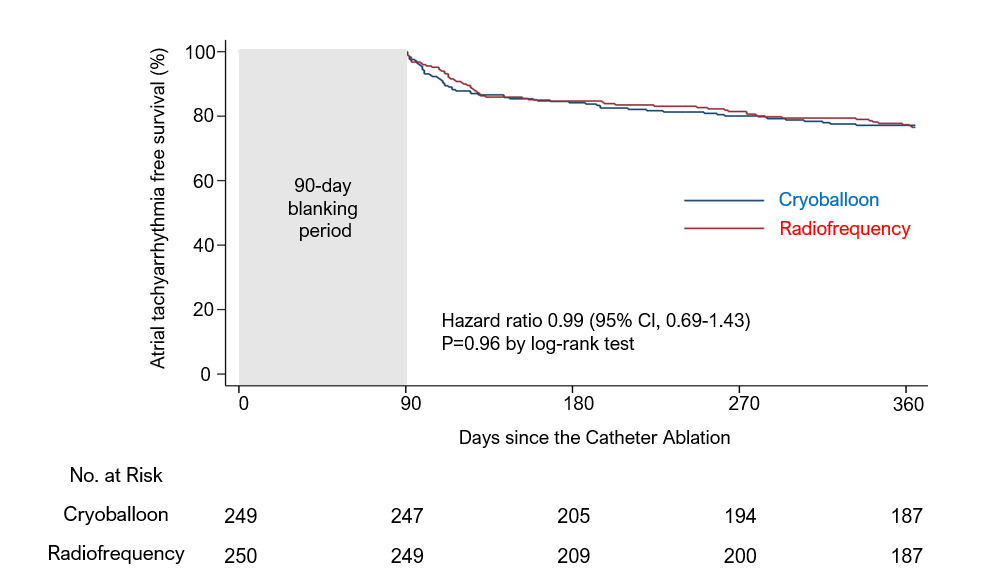 Atrial tachyarrhythmia free survival (%)
100
80
60
40
20
0
90-day
blanking
period
Cryoballoon
Radiofrequency
Hazard ratio 0.99 (95% CI, 0.69-1.43)
P=0.96 by log-rank test
0 90 180 270 360
Days since the Catheter Ablation
No. at Risk
Cryoballoon 249 247 205 194 187
Radiofrequency 250 249 209 200 187